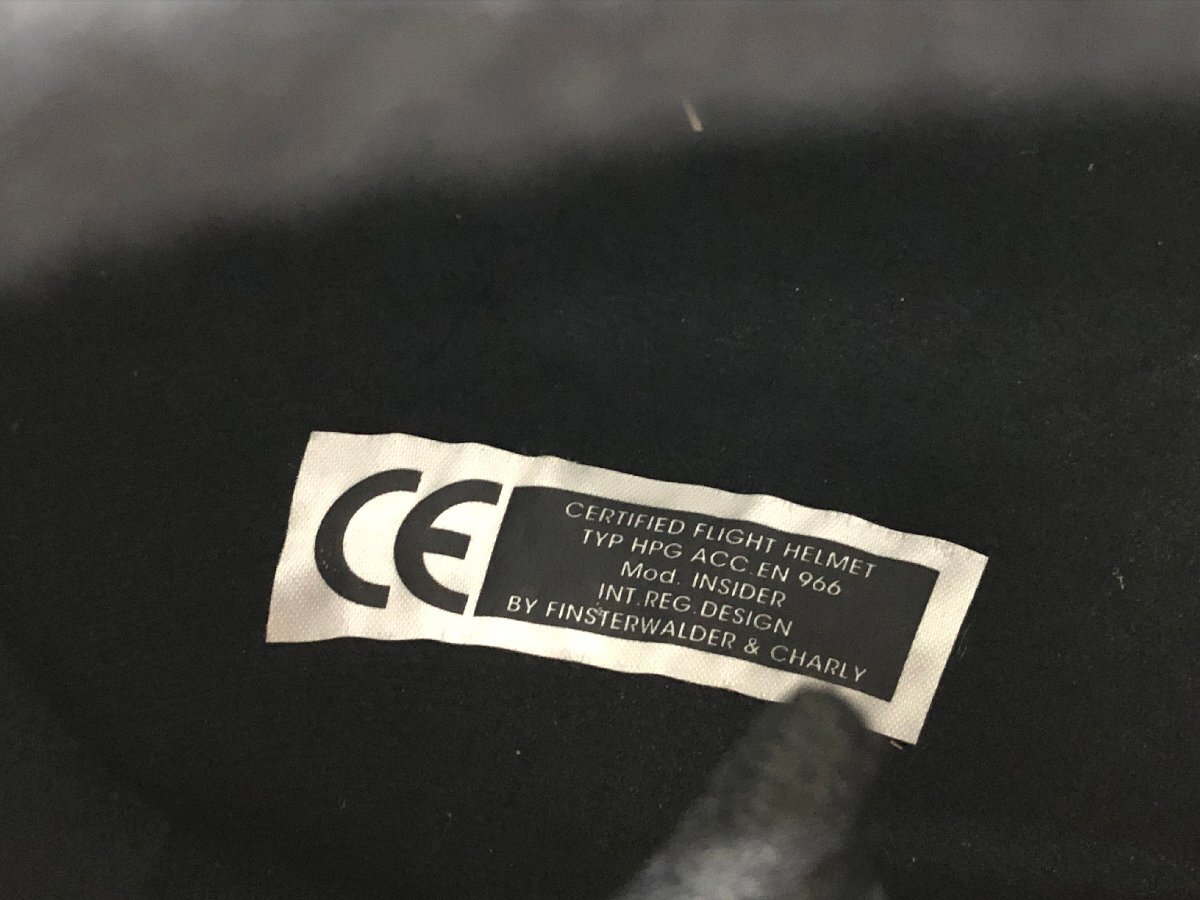 CE
CERTIFIED FLIGHT HELMET
TYP HPG ACC.EN 966
Mod. INSIDER
INT.REG.DESIGN
BY FINSTERWALDER & CHARLY